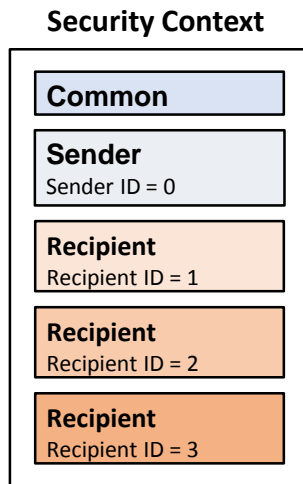 Security Context
Common
Sender
Sender ID = 0
Recipient
Recipient ID = 1
Recipient
Recipient ID = 2
Recipient
Recipient ID = 3